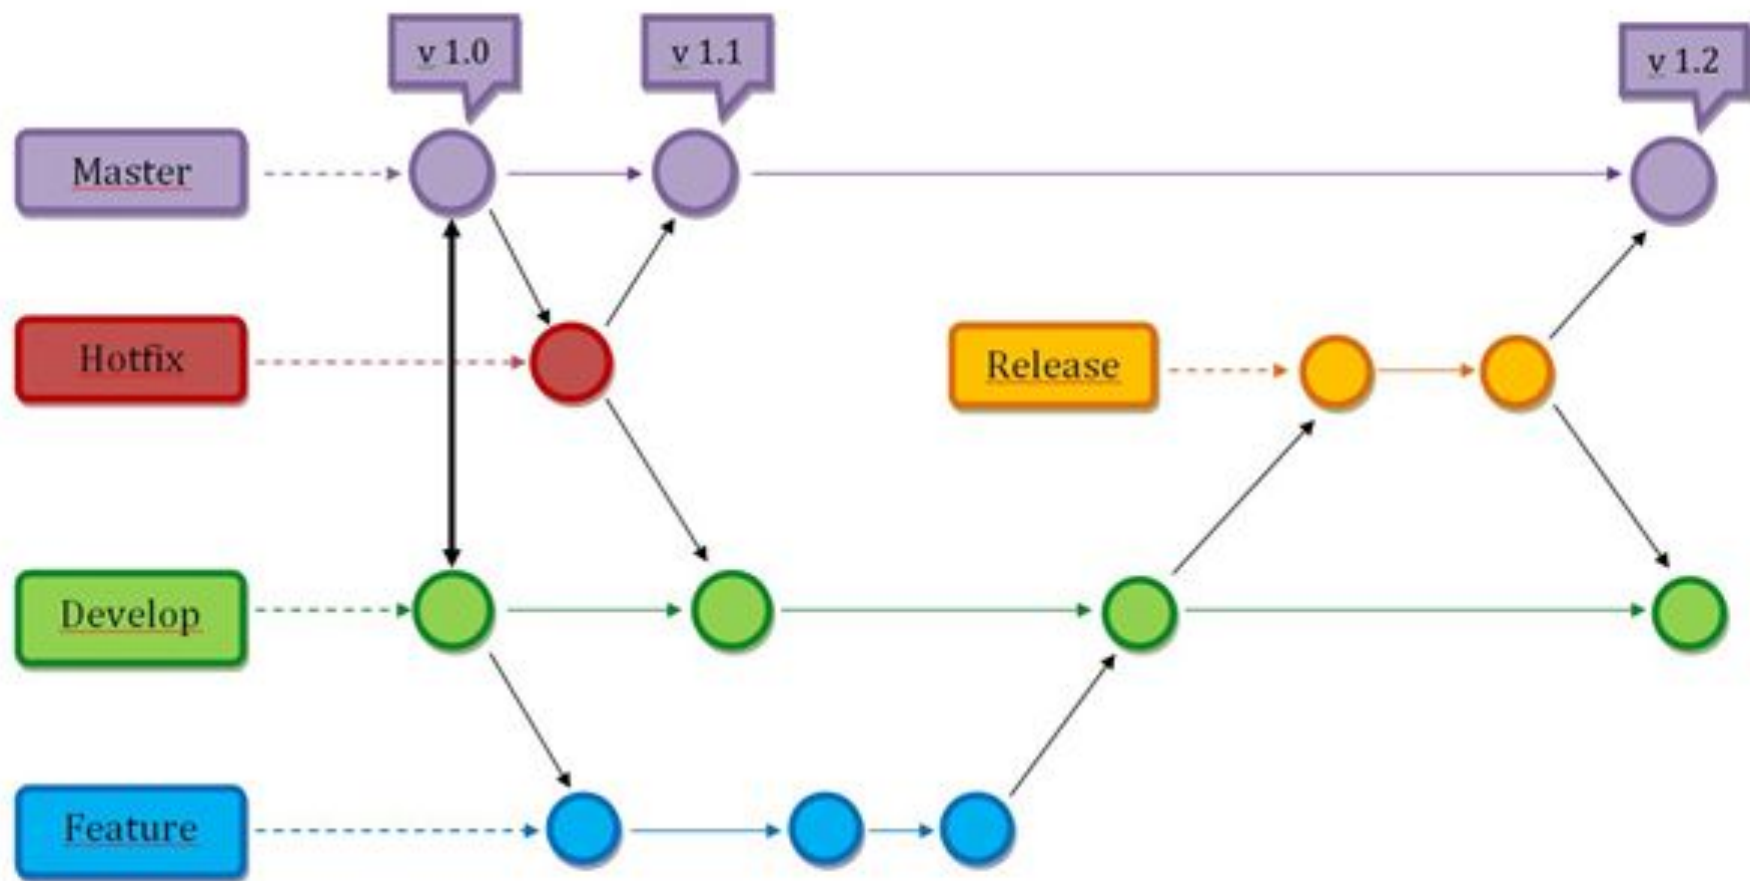 v 1.0
v 1.1
v 1.2
Master
Hotfix
Release
Develop
Feature